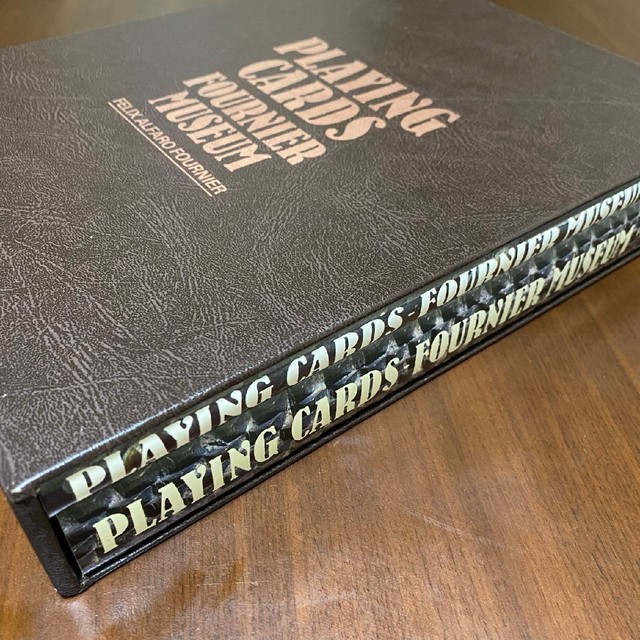 PLAYING
CARDS
FOURNIER
MUSEUM
FELIX ALFARO FOURNIER
PLAYING CARDS-FOURNIER MUSEUM
PLAYING CARDS-FOURNIER MUSEUM